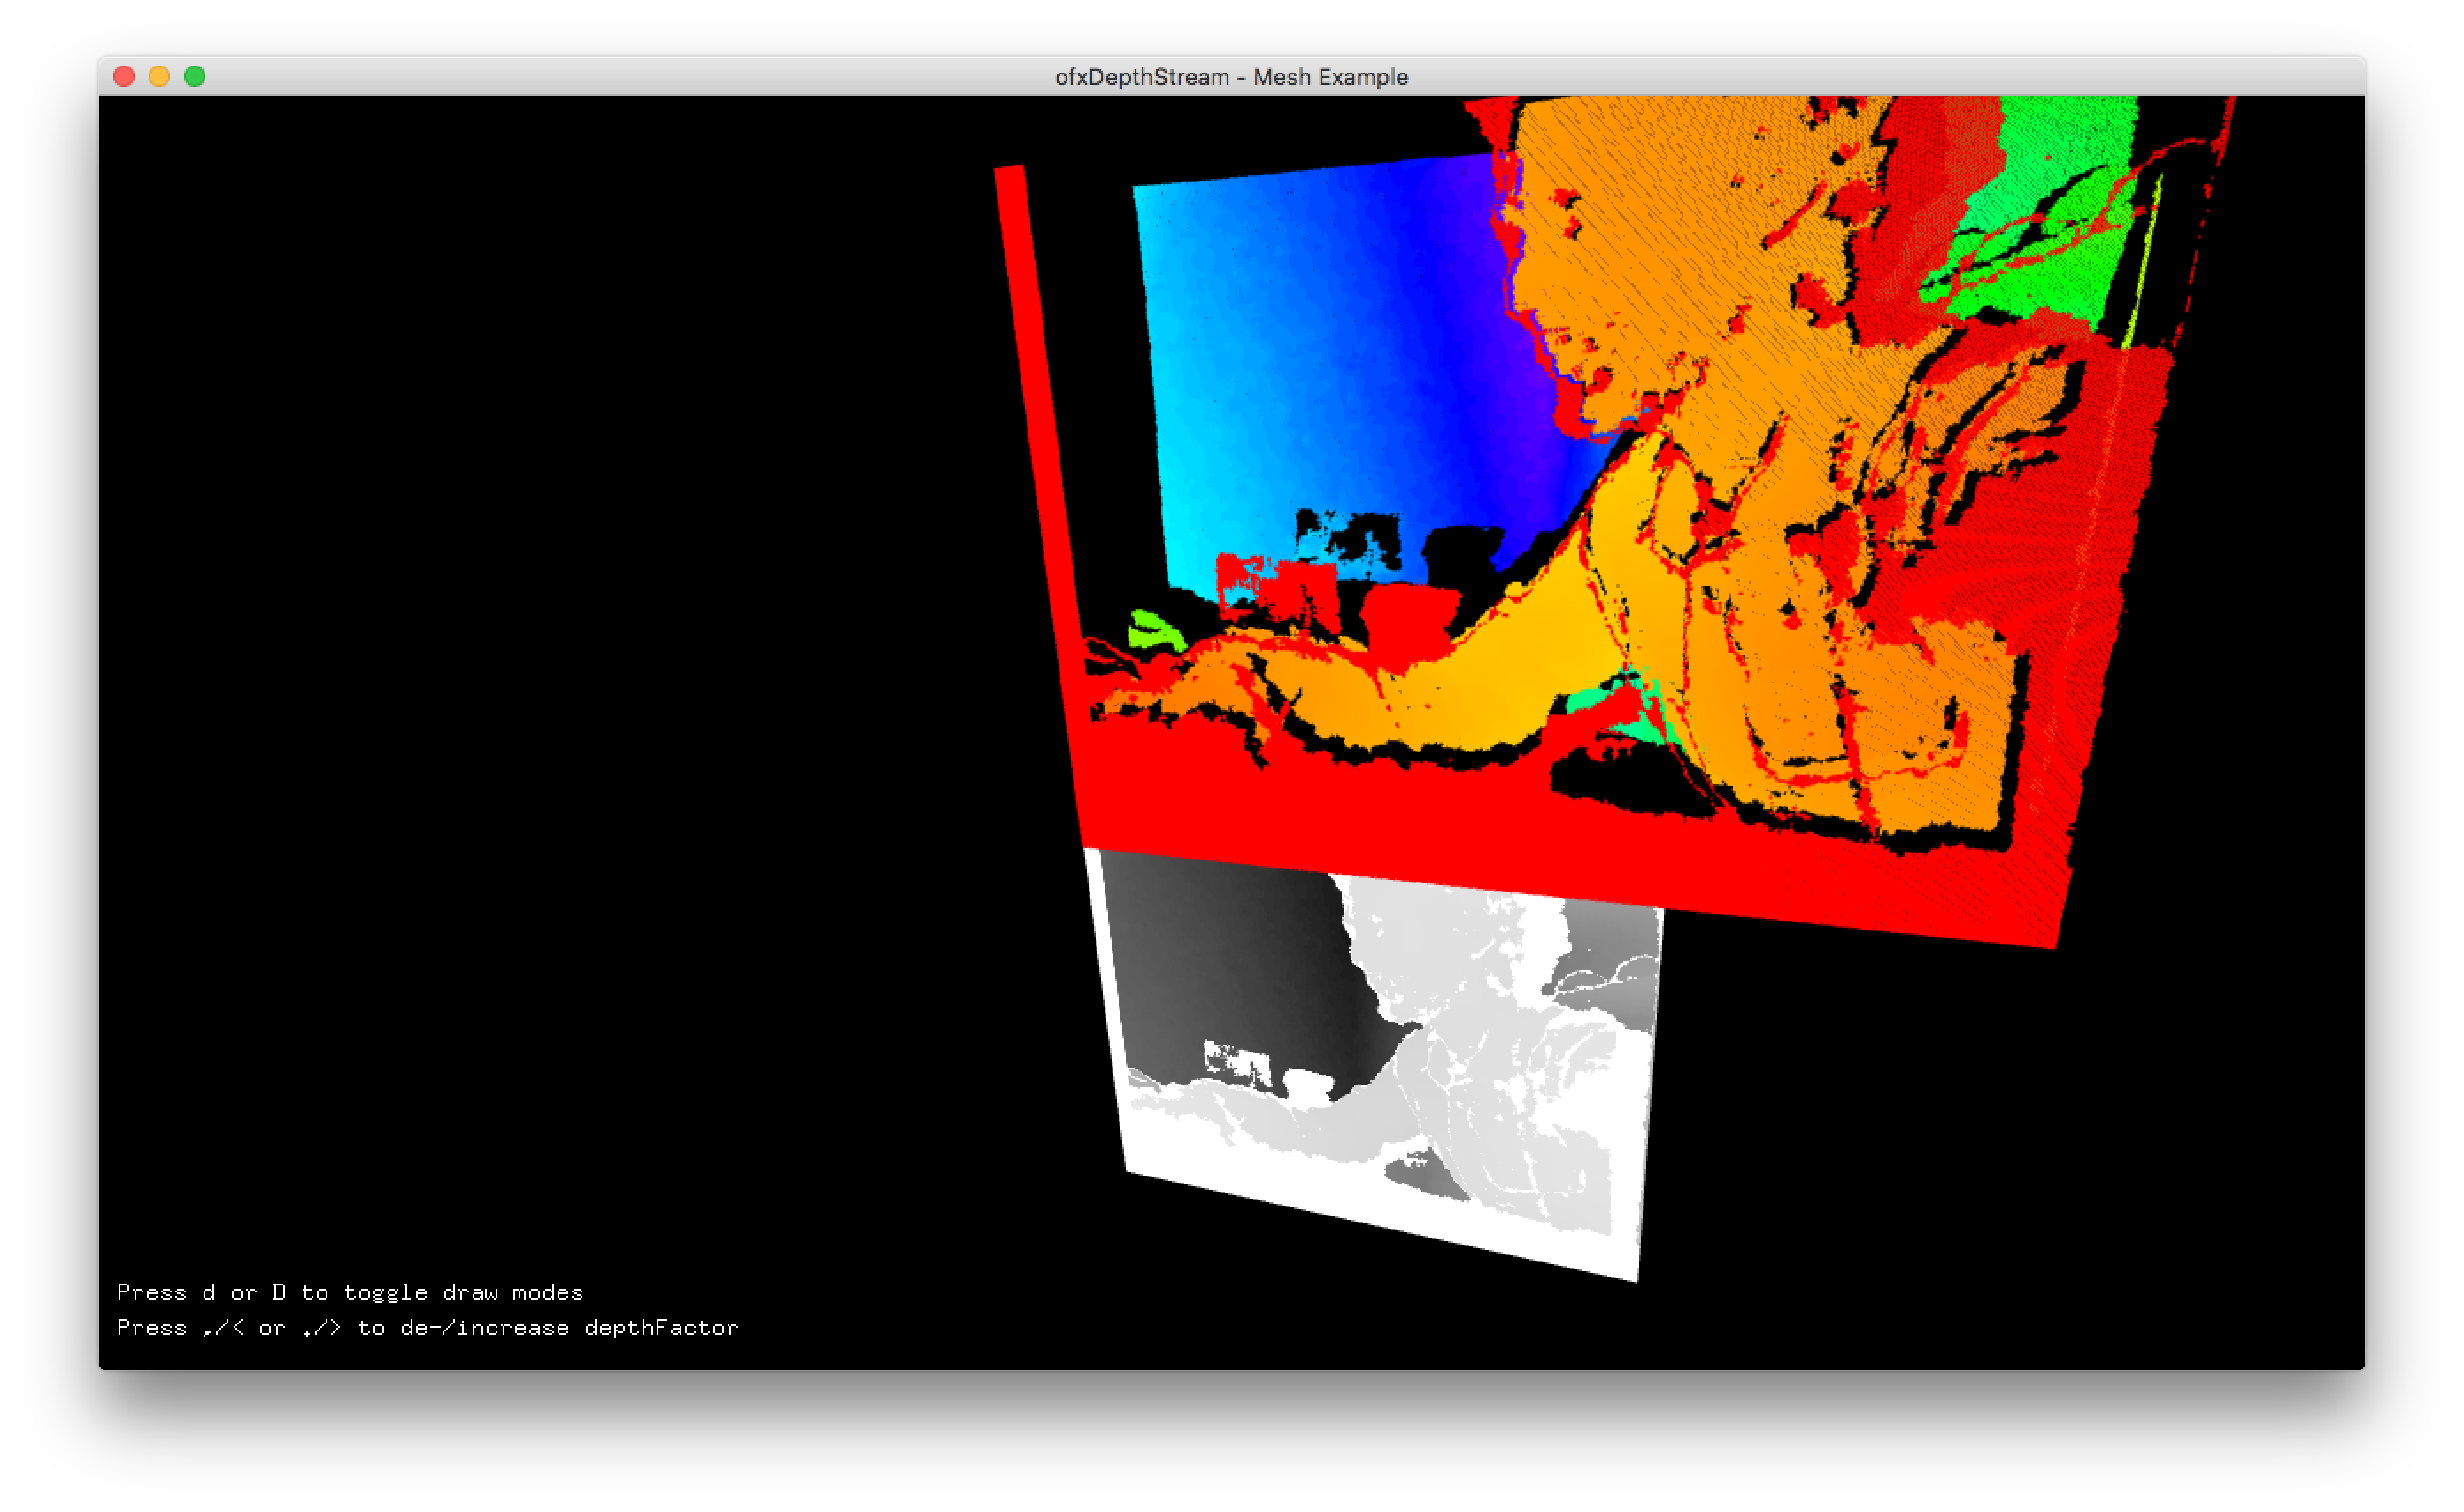 ofxDepthStream - Mesh Example
Press d or D to toggle draw modes
Press ,/< or ./> to de-/increase depthFactor